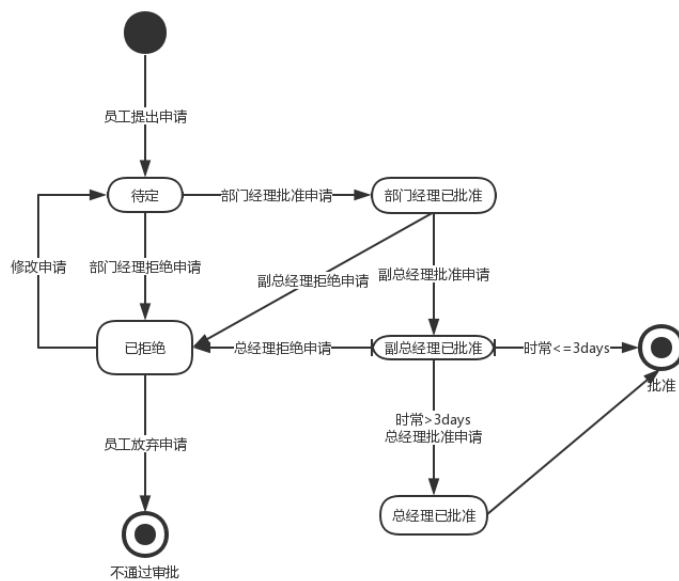 员工提出申请
待定
部门经理批准申请
部门经理已批准
修改申请
部门经理拒绝申请
副总经理拒绝申请
副总经理批准申请
已拒绝
总经理拒绝申请
副总经理已批准
时常<=3days
批准
时常>3days
总经理批准申请
员工放弃申请
总经理已批准
不通过审批